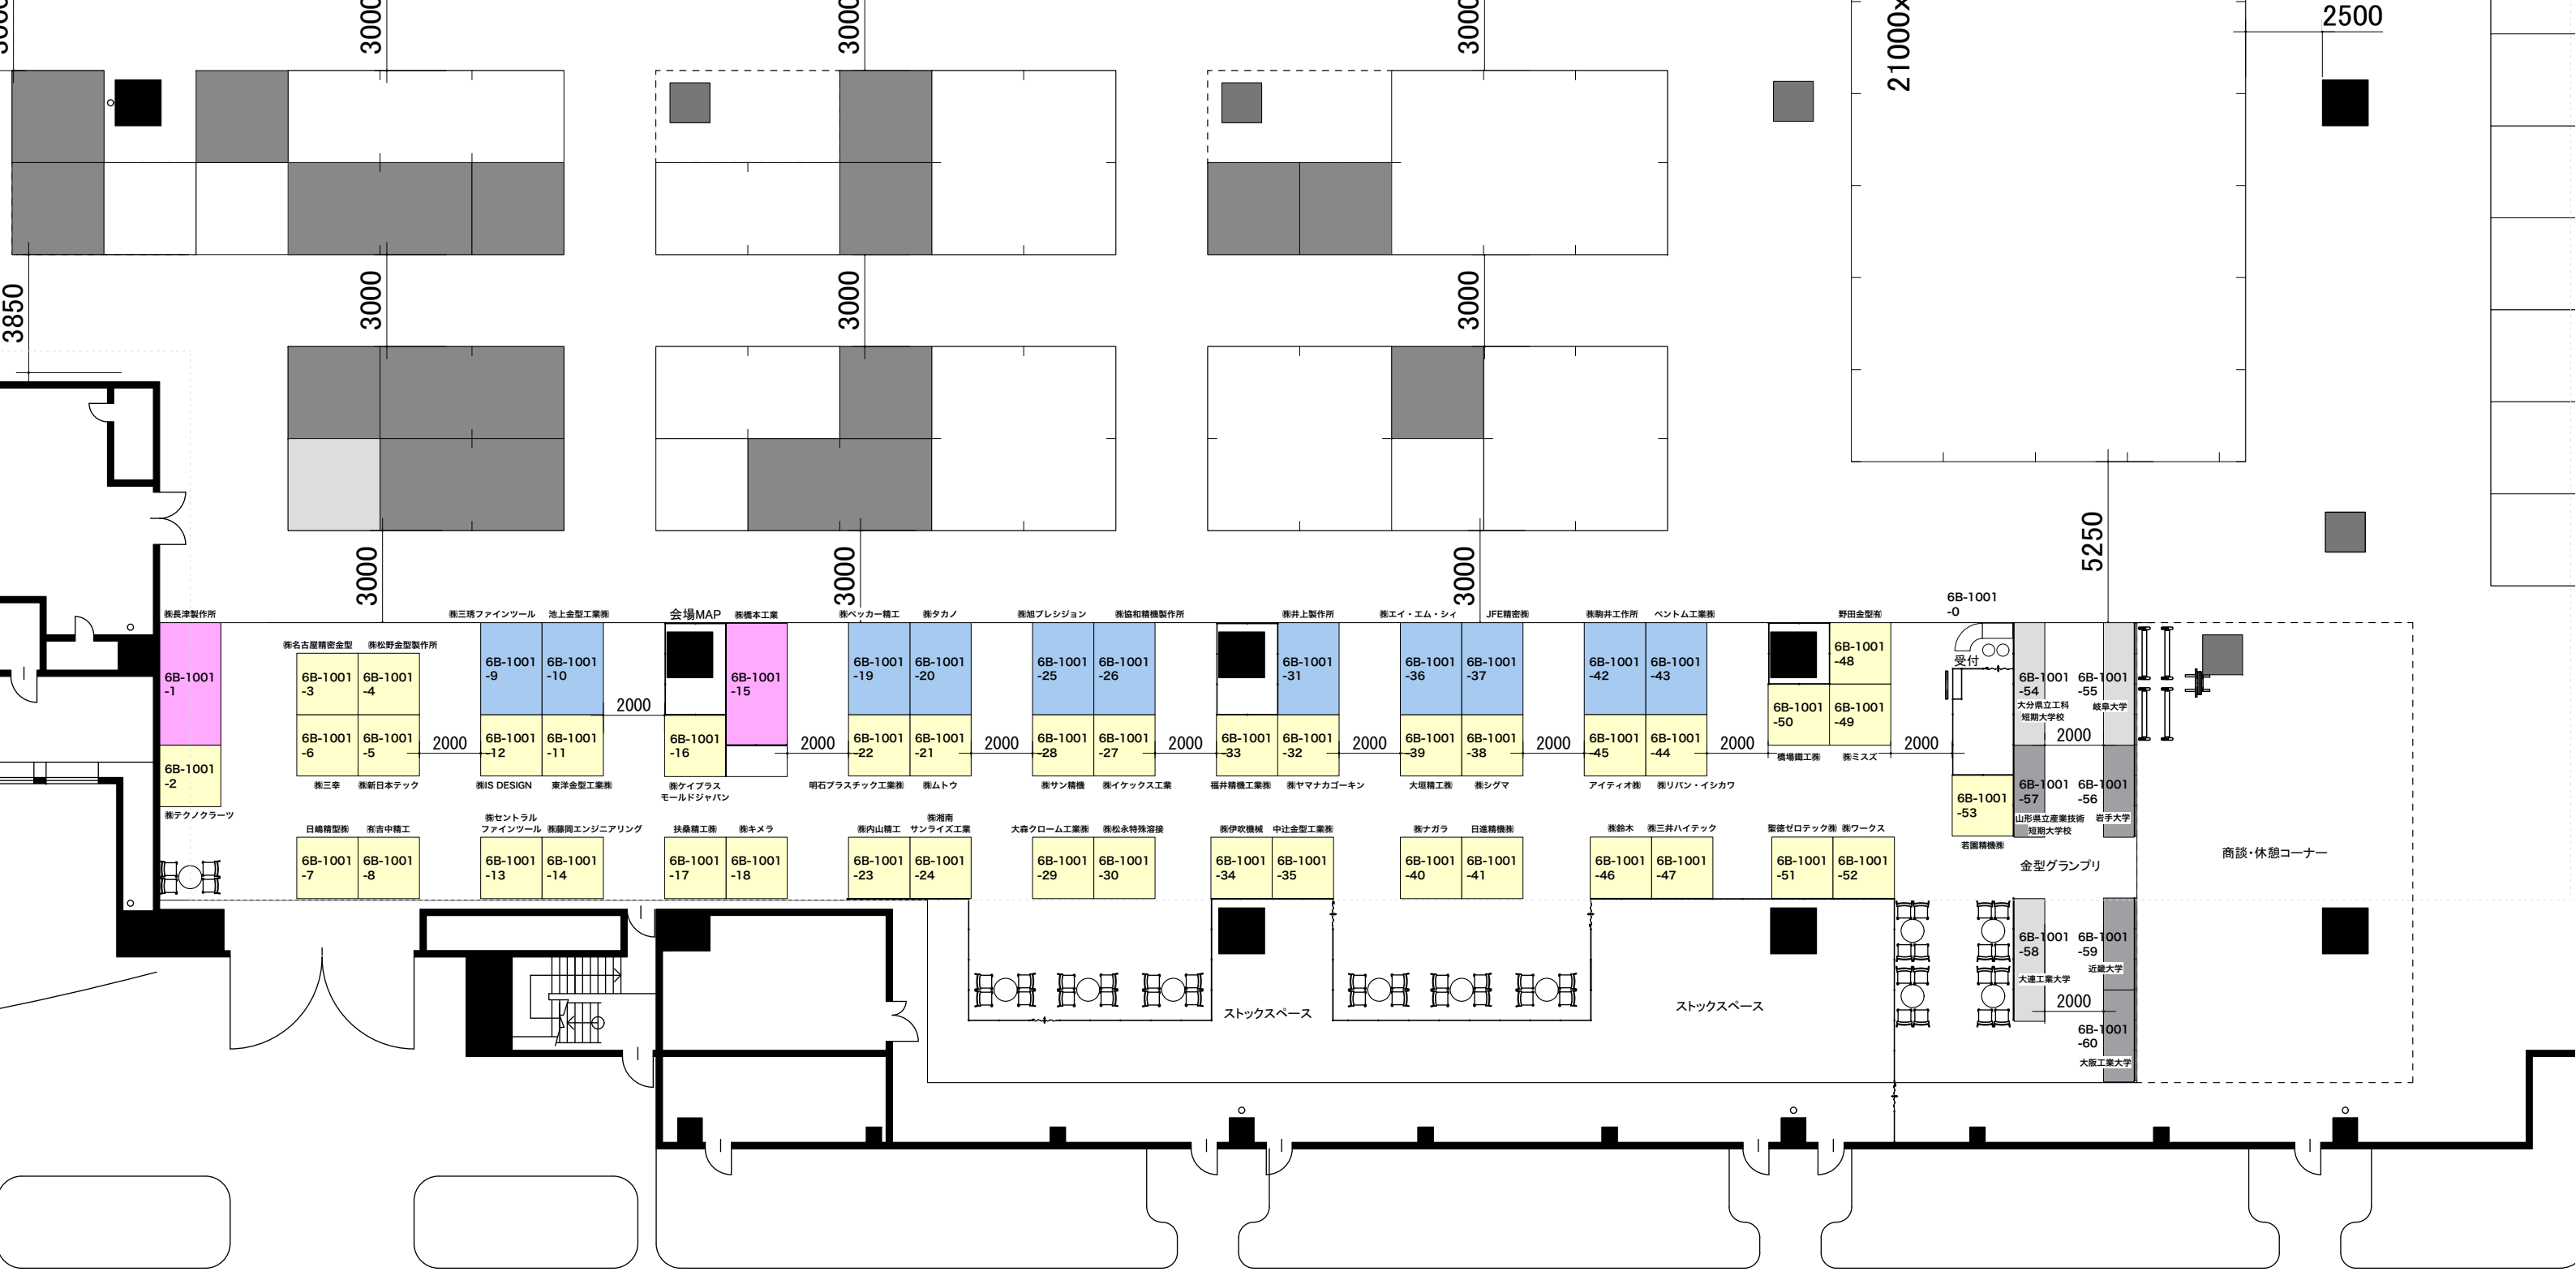 3000
3000
3000
21000x
2500
3850
3000
3000
3000
3000
3000
3000
5250
㈱長津製作所
㈱三琇ファインツール
池上金型工業㈱
会場MAP
㈱橋本工業
㈱ベッカー精工
㈱タカノ
㈱旭プレシジョン
㈱協和精機製作所
㈱井上製作所
㈱エイ・エム・シィ
JFE精密㈱
㈱駒井工作所
ペントム工業㈱
野田金型㈲
6B-1001
-0
㈱名古屋精密金型
㈱松野金型製作所
6B-1001
-1
6B-1001
-3
6B-1001
-4
6B-1001
-9
6B-1001
-10
6B-1001
-15
6B-1001
-19
6B-1001
-20
6B-1001
-25
6B-1001
-26
6B-1001
-31
6B-1001
-36
6B-1001
-37
6B-1001
-42
6B-1001
-43
6B-1001
-48
受付
6B-1001
-54
大分県立工科
短期大学校
6B-1001
-55
岐阜大学
2000
2000
6B-1001
-2
6B-1001
-6
6B-1001
-5
2000
6B-1001
-12
6B-1001
-11
6B-1001
-16
2000
6B-1001
-22
6B-1001
-21
2000
6B-1001
-28
6B-1001
-27
2000
6B-1001
-33
6B-1001
-32
2000
6B-1001
-39
6B-1001
-38
2000
6B-1001
-45
6B-1001
-44
2000
6B-1001
-50
6B-1001
-49
2000
㈱テクノクラーツ
㈱三幸
㈱新日本テック
㈱IS DESIGN
東洋金型工業㈱
㈱ケイプラス
モールドジャパン
明石プラスチック工業㈱
㈱ムトウ
㈱サン精機
㈱イケックス工業
福井精機工業㈱
㈱ヤマナカゴーキン
大垣精工㈱
㈱シグマ
アイティオ㈱
㈱リバン・イシカワ
橋場鐵工㈱
㈱ミスズ
6B-1001
-53
若園精機㈱
6B-1001
-57
山形県立産業技術
短期大学校
6B-1001
-56
岩手大学
日嶋精型㈱
㈲吉中精工
㈱セントラル
ファインツール
㈱藤岡エンジニアリング
扶桑精工㈱
㈱キメラ
㈱内山精工
㈱湘南
サンライズ工業
大森クローム工業㈱
㈱松永特殊溶接
㈱伊吹機械
中辻金型工業㈱
㈱ナガラ
日進精機㈱
㈱鈴木
㈱三井ハイテック
聖徳ゼロテック㈱
㈱ワークス
6B-1001
-7
6B-1001
-8
6B-1001
-13
6B-1001
-14
6B-1001
-17
6B-1001
-18
6B-1001
-23
6B-1001
-24
6B-1001
-29
6B-1001
-30
6B-1001
-34
6B-1001
-35
6B-1001
-40
6B-1001
-41
6B-1001
-46
6B-1001
-47
6B-1001
-51
6B-1001
-52
金型グランプリ
商談・休憩コーナー
6B-1001
-58
大連工業大学
6B-1001
-59
近畿大学
2000
6B-1001
-60
大阪工業大学
ストックスペース
ストックスペース